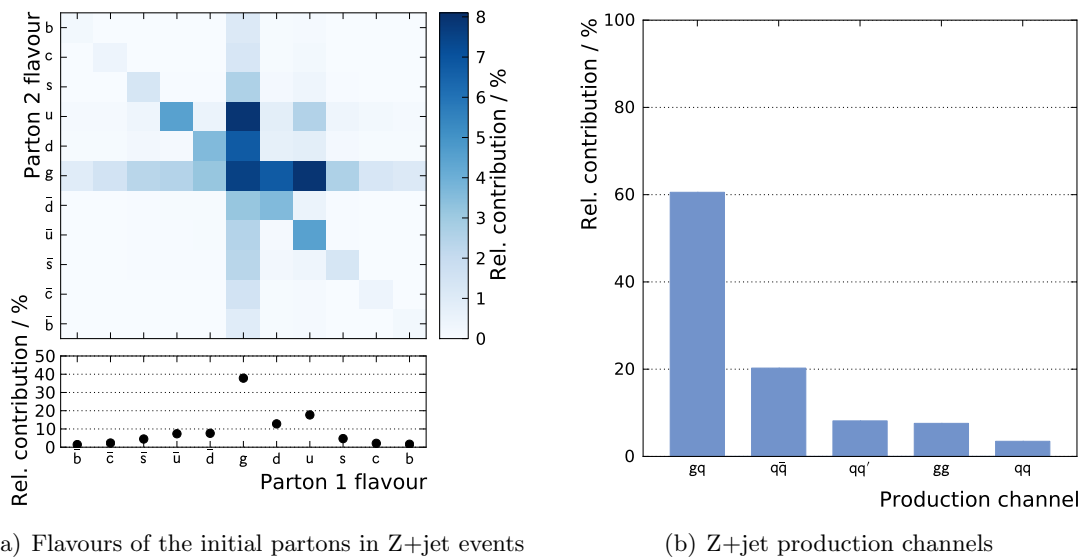 Parton 2 flavour
b
c
s
u
d
g
d̅
u̅
s̅
c̅
b̅
8
7
6
5
4
3
2
1
0
Rel. contribution / %
Rel. contribution / %
50
40
30
20
10
0
b̅ c̅ s̅ u̅ d̅ g d u s c b
Parton 1 flavour
a) Flavours of the initial partons in Z+jet events
Rel. contribution / %
100
80
60
40
20
0
gq qq̅ qq′ gg qq
Production channel
(b) Z+jet production channels